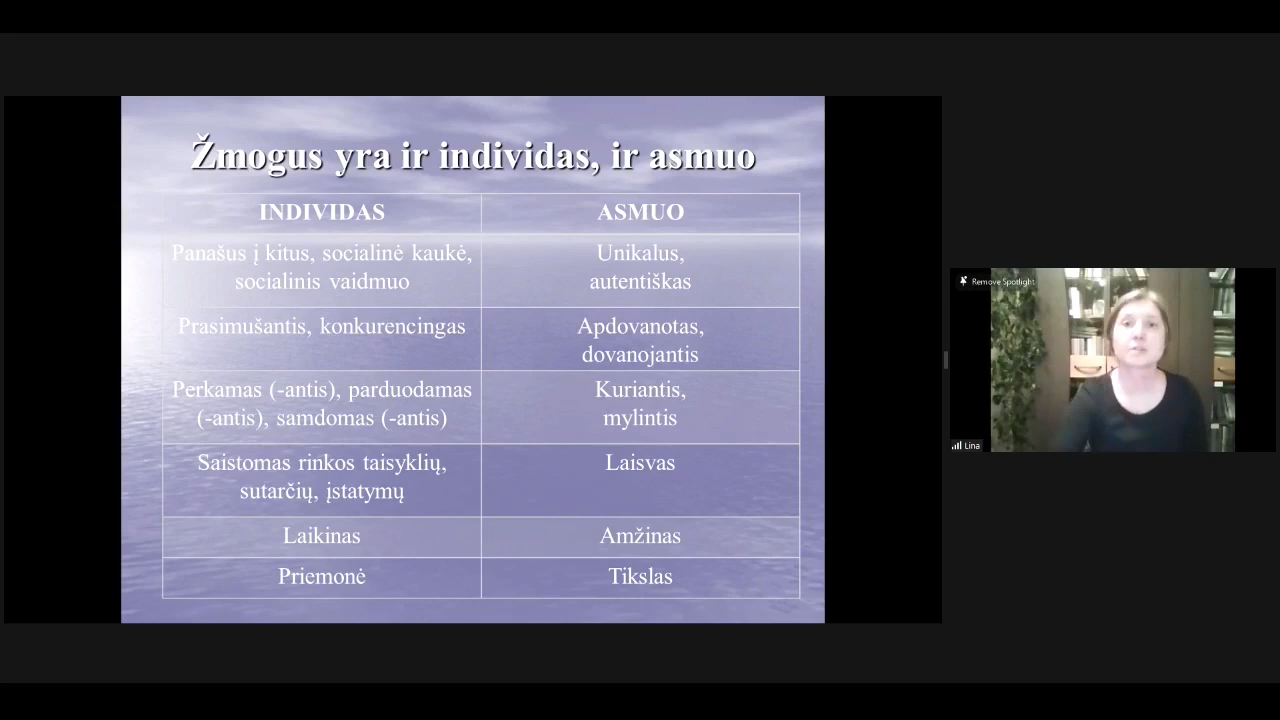 Žmogus yra ir individas, ir asmuo
INDIVIDAS
ASMUO
Panašus į kitus, socialinė kaukė,
socialinis vaidmuo
Unikalus,
autentiškas
Prasimušantis, konkurencingas
Apdovanotas,
dovanojantis
Perkamas (-antis), parduodamas
(-antis), samdomas (-antis)
Kuriantis,
mylintis
Saistomas rinkos taisyklių,
sutarčių, įstatymų
Laisvas
Laikinas
Amžinas
Priemonė
Tikslas
Remove Spotlight
Lina